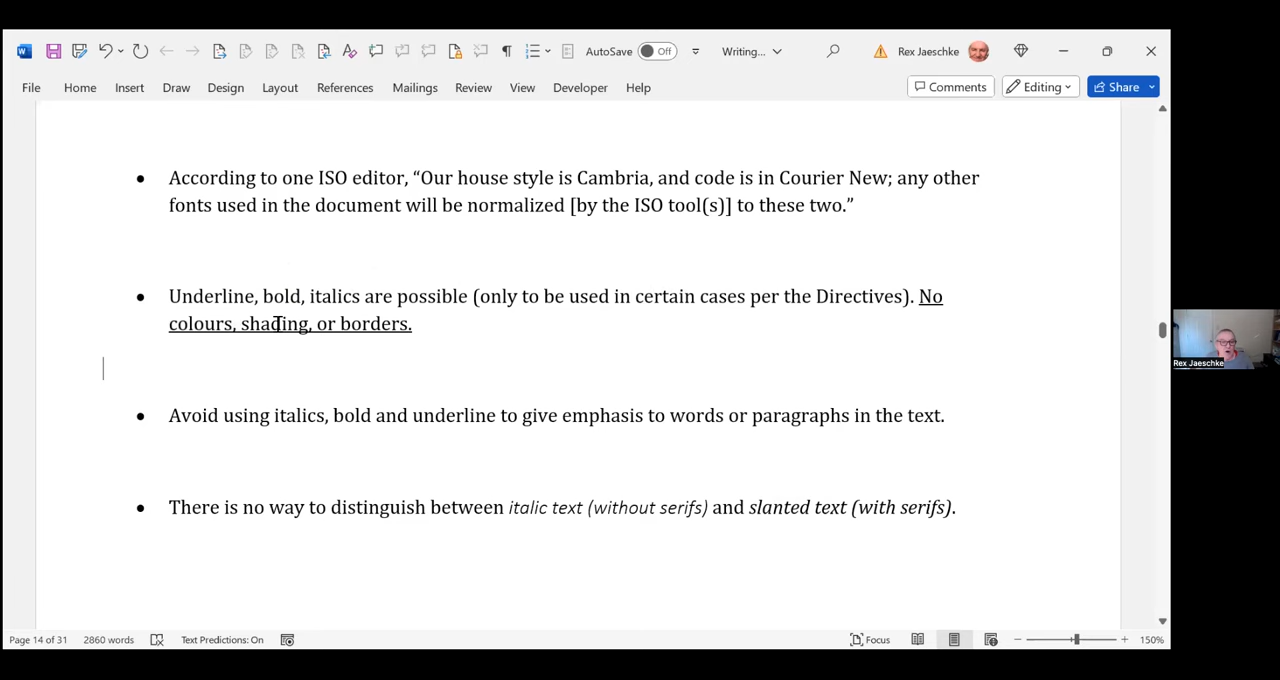 AutoSave Off Writing... Rex Jaeschke
File Home Insert Draw Design Layout References Mailings Review View Developer Help Comments Editing Share
• According to one ISO editor, “Our house style is Cambria, and code is in Courier New; any other
fonts used in the document will be normalized [by the ISO tool(s)] to these two.”
• Underline, bold, italics are possible (only to be used in certain cases per the Directives). No
colours, shading, or borders.
• Avoid using italics, bold and underline to give emphasis to words or paragraphs in the text.
• There is no way to distinguish between italic text (without serifs) and slanted text (with serifs).
Rex Jaeschke
Page 14 of 31 2860 words Text Predictions: On Focus 150%